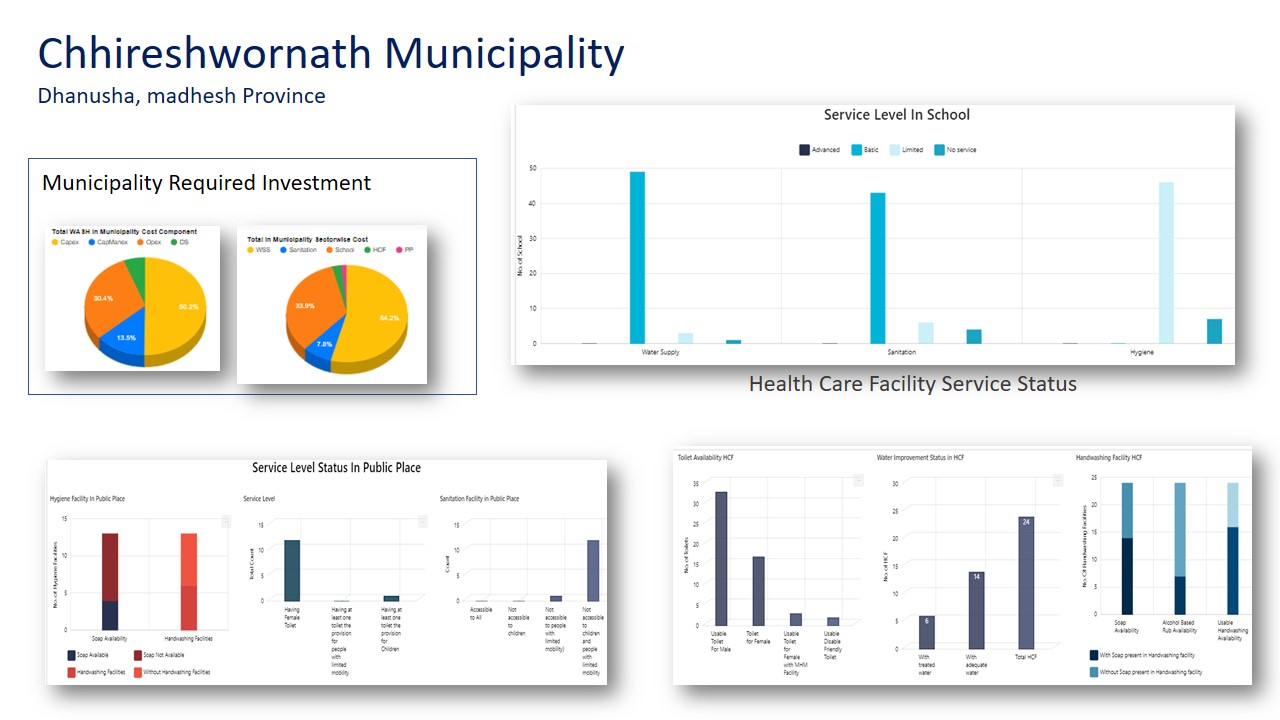 Chhireshwornath Municipality
Dhanusha, madhesh Province
Municipality Required Investment
Total WASH in Municipality Cost Component
Capex CapManex Opex DS
30.4%
50.2%
13.5%
Total in Municipality Sectorwise Cost
WSS Sanitation School HCF PP
33.9%
54.2%
7.8%
Service Level In School
Advanced Basic Limited No service
No. of School
50
40
30
20
10
0
Water Supply Sanitation Hygiene
Health Care Facility Service Status
Service Level Status In Public Place
Hygiene Facility In Public Place
No. of Hygiene Facilities
15
10
5
0
Soap Availability Handwashing Facilities
Soap Available Soap Not Available
Handwashing Facilities Without Handwashing Facilities
Service Level
Total Count
15
10
5
0
Having
Female
Toilet
Having at
least one
toilet the
provision
for
people
with
limited
mobility
Having at
least one
toilet the
provision
for
Children
Sanitation Facility in Public Place
Count
15
10
5
0
Accessible
to All
Not
accessible
to
children
Not
accessible
to people
with
limited
mobility)
Not
accessible
to
children
and
people
with
limited
mobility
Toilet Availability HCF
No of Toilets
35
30
25
20
15
10
5
0
Usable
Toilet
For Male
Toilet
for Female
Usable
Toilet
for
Female
with MHM
Facility
Usable
Disable
Friendly
Toilet
Water Improvement Status in HCF
No of HCF
30
25
20
15
10
5
0
6
14
24
With
treated
water
With
adequate
water
Total HCF
Handwashing Facility HCF
No. Of Handwashing Facilities
25
20
15
10
5
0
Soap
Availability
Alcohol Based
Rub Availability
Usable
Handwashing
Availability
With Soap present in Handwashing facility
Without Soap present in Handwashing facility